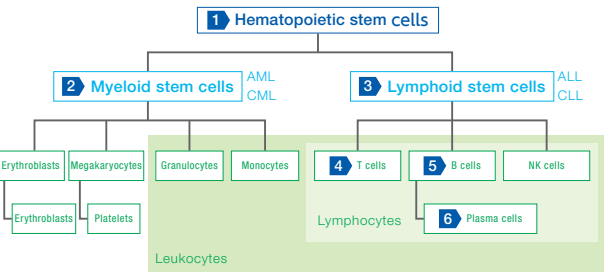 1 Hematopoietic stem cells
2 Myeloid stem cells
AML
CML
3 Lymphoid stem cells
ALL
CLL
Erythroblasts
Megakaryocytes
Granulocytes
Monocytes
4 T cells
5 B cells
NK cells
Erythroblasts
Platelets
6 Plasma cells
Lymphocytes
Leukocytes